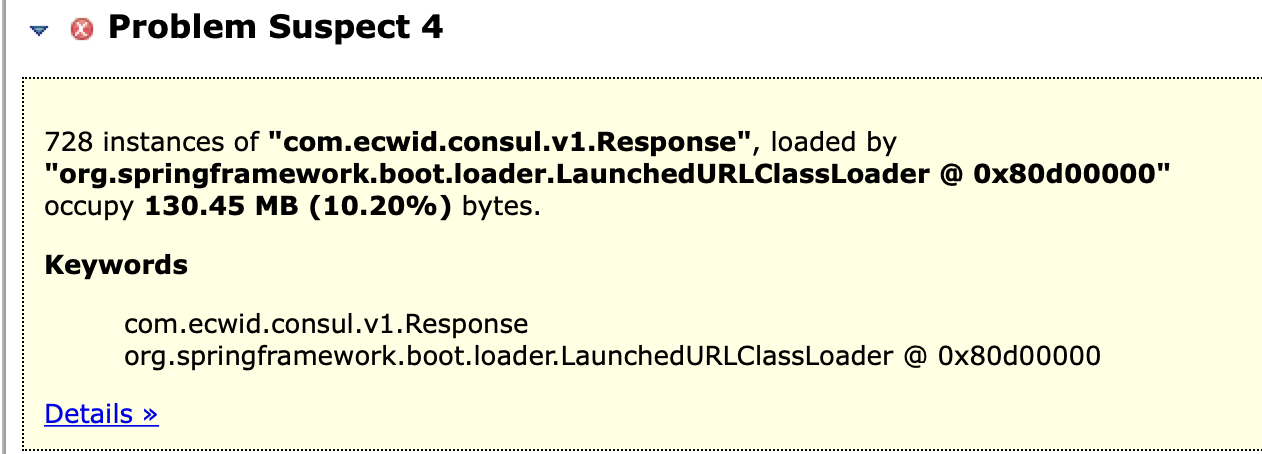 Problem Suspect 4
728 instances of "com.ecwid.consul.v1.Response", loaded by
"org.springframework.boot.loader.LaunchedURLClassLoader @ 0x80d00000"
occupy 130.45 MB (10.20%) bytes.
Keywords
com.ecwid.consul.v1.Response
org.springframework.boot.loader.LaunchedURLClassLoader @ 0x80d00000
Details »